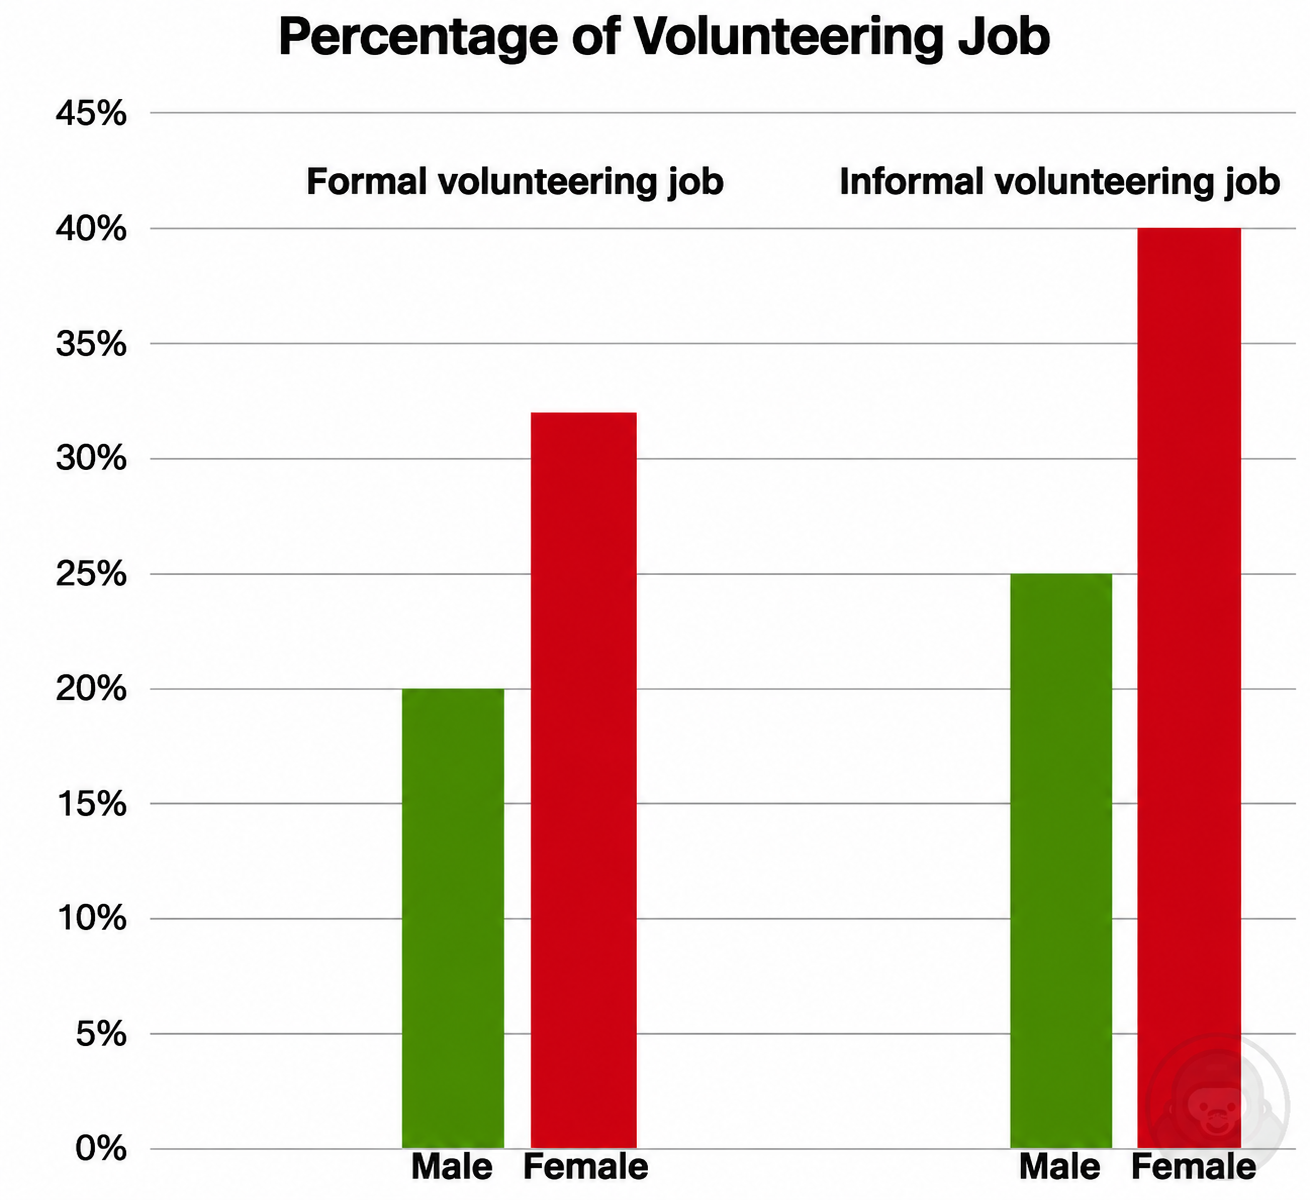 Percentage of Volunteering Job
45%
Formal volunteering job
Informal volunteering job
40%
35%
30%
25%
20%
15%
10%
5%
0%
Male Female
Male Female